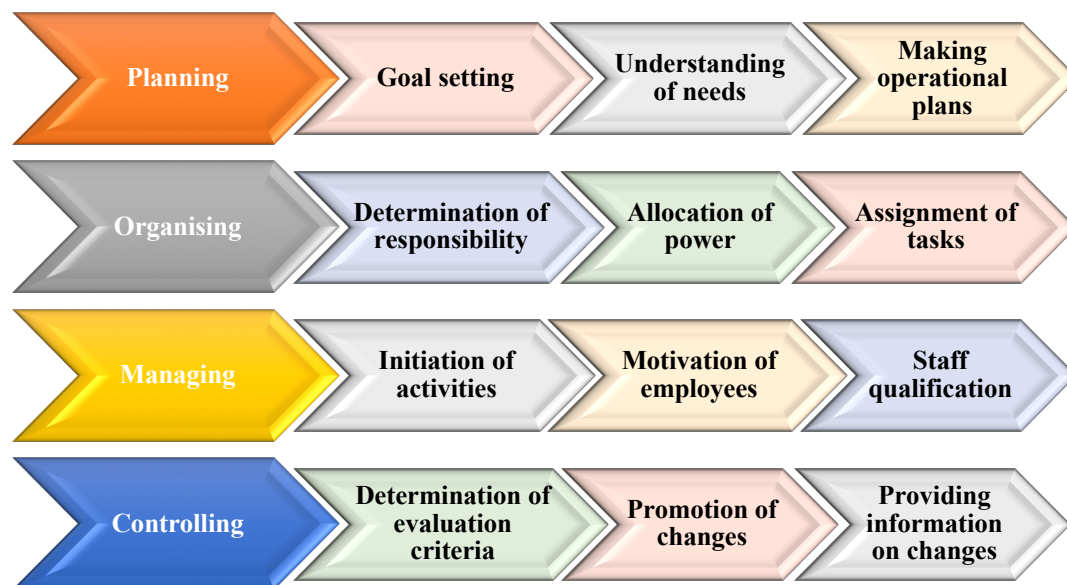 Planning
Goal setting
Understanding
of needs
Making
operational
plans
Organising
Determination of
responsibility
Allocation of
power
Assignment of
tasks
Managing
Initiation of
activities
Motivation of
employees
Staff
qualification
Controlling
Determination of
evaluation
criteria
Promotion of
changes
Providing
information
on changes